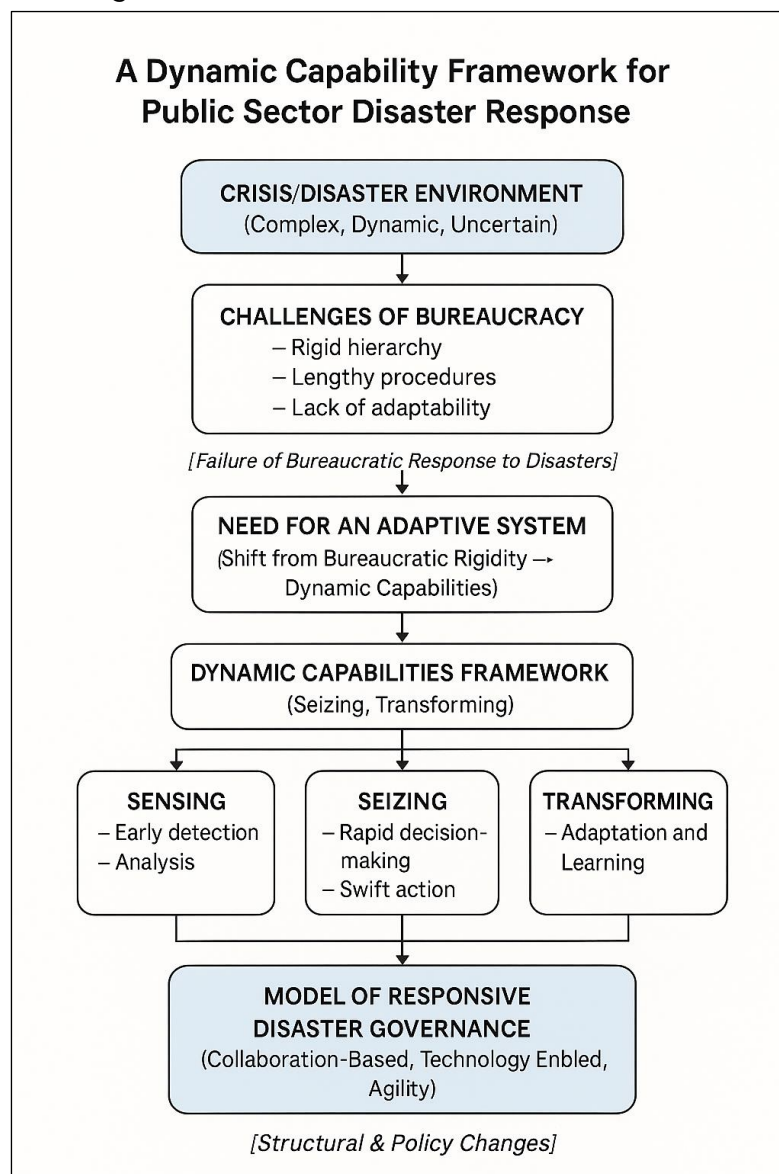 A Dynamic Capability Framework for
Public Sector Disaster Response
CRISIS/DISASTER ENVIRONMENT
(Complex, Dynamic, Uncertain)
CHALLENGES OF BUREAUCRACY
– Rigid hierarchy
– Lengthy procedures
– Lack of adaptability
[Failure of Bureaucratic Response to Disasters]
NEED FOR AN ADAPTIVE SYSTEM
(Shift from Bureaucratic Rigidity →
Dynamic Capabilities)
DYNAMIC CAPABILITIES FRAMEWORK
(Seizing, Transforming)
SENSING
– Early detection
– Analysis
SEIZING
– Rapid decision-
making
– Swift action
TRANSFORMING
– Adaptation and
Learning
MODEL OF RESPONSIVE
DISASTER GOVERNANCE
(Collaboration-Based, Technology Enbled,
Agility)
[Structural & Policy Changes]